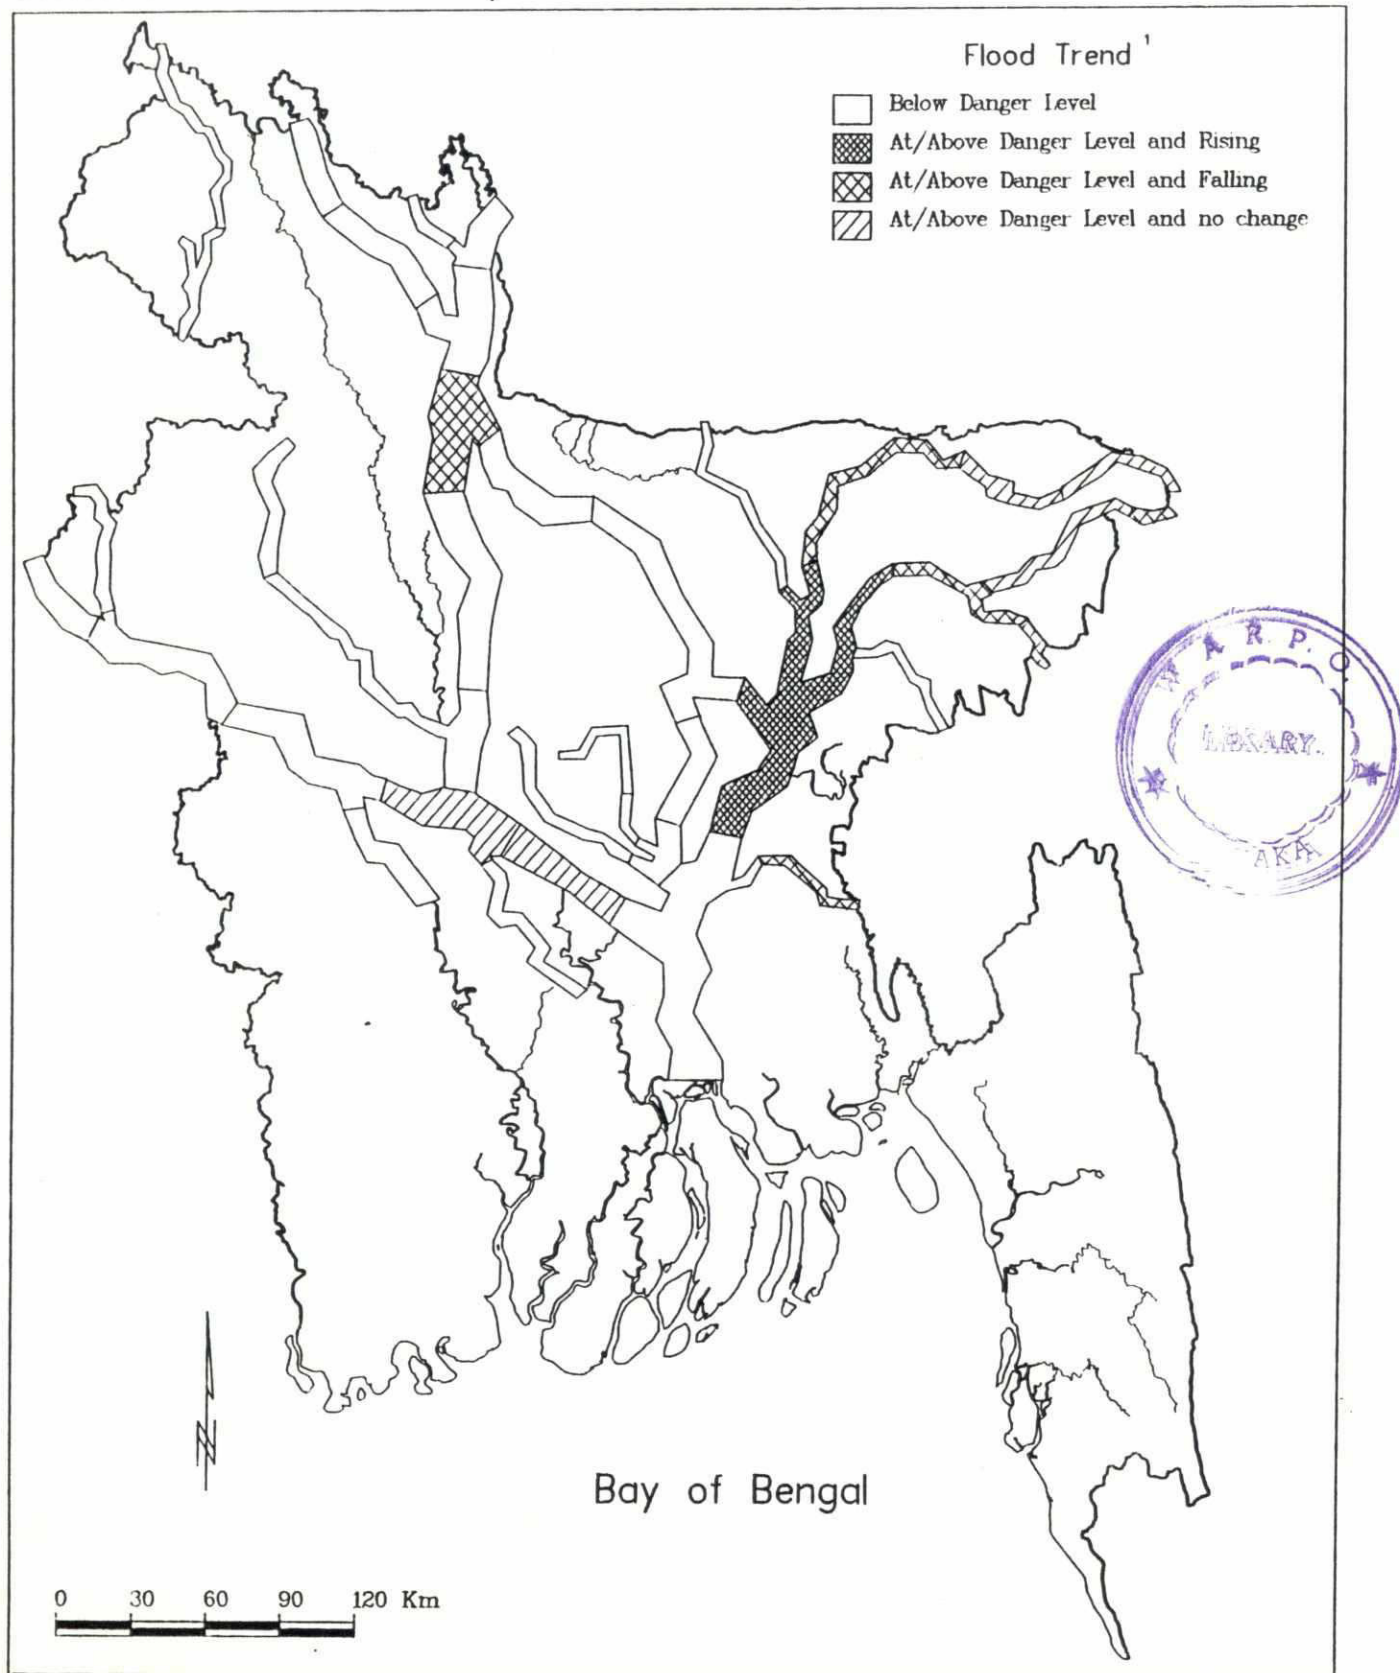 Flood Trend 1
Below Danger Level
At/Above Danger Level and Rising
At/Above Danger Level and Falling
At/Above Danger Level and no change
W A R. P. O.
LIBRARY.
Bay of Bengal
N
0 30 60 90 120 Km